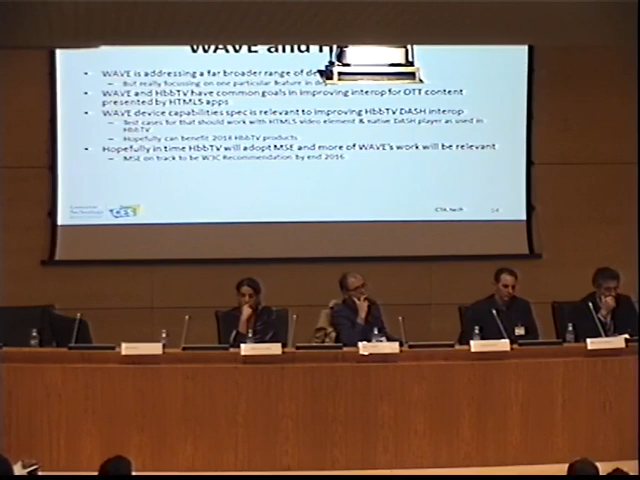 WAVE and H
WAVE is addressing a far broader range of de
But really focussing on one particular feature in de
WAVE and HbbTV have common goals in improving interop for OTT content
presented by HTML5 apps
WAVE device capabilities spec is relevant to improving HbbTV DASH interop
Test cases for that should work with HTML5 video element & native DASH player as used in
HbbTV
Hopefully can benefit 2018 HbbTV products
Hopefully in time HbbTV will adopt MSE and more of WAVE's work will be relevant
MSE on track to be W3C Recommendation by end 2016
Consumer
Technology
CES
CTA.tech
14